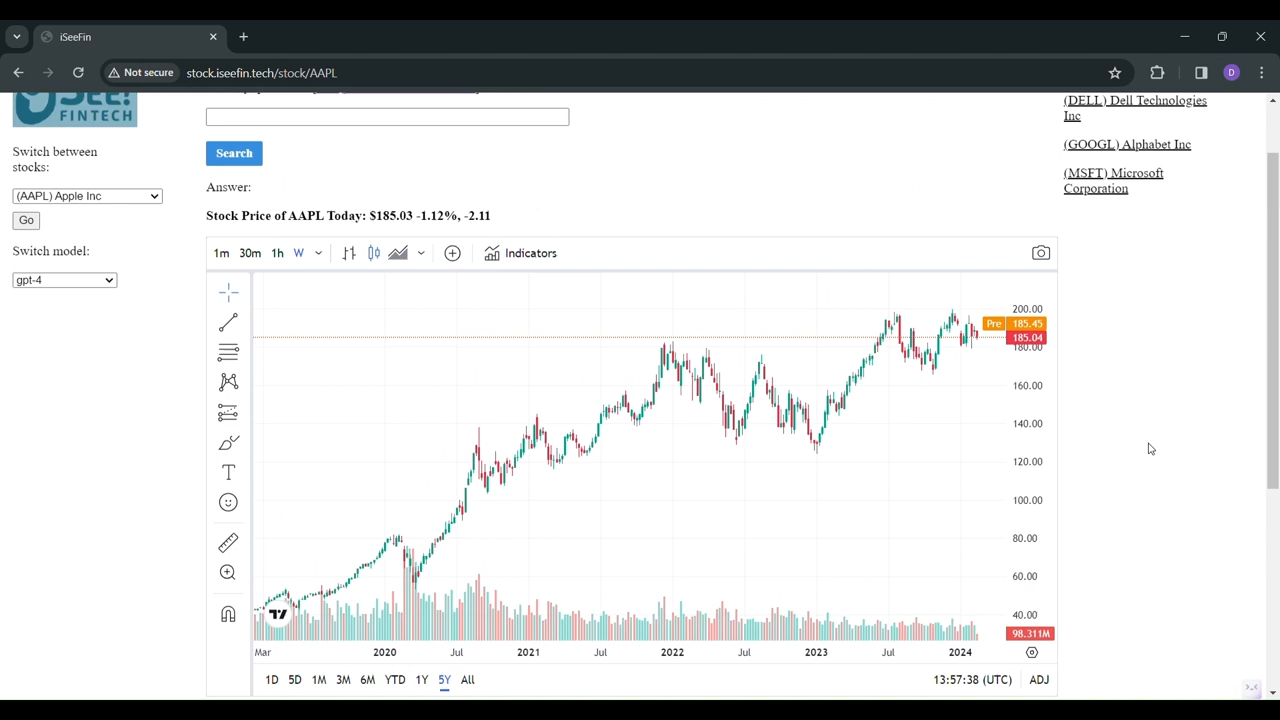 iSeeFin
Not secure
stock.iseefin.tech/stock/AAPL
D
FINTECH
Switch between
stocks:
(AAPL) Apple Inc
Go
Switch model:
gpt-4
Search
Answer:
Stock Price of AAPL Today: $185.03 -1.12%, -2.11
1m 30m 1h W
Indicators
200.00
Pre 185.45
185.04
180.00
160.00
140.00
120.00
100.00
80.00
60.00
40.00
98.311M
Mar 2020 Jul 2021 Jul 2022 Jul 2023 Jul 2024
1D 5D 1M 3M 6M YTD 1Y 5Y All
13:57:38 (UTC) ADJ
(DELL) Dell Technologies
Inc
(GOOGL) Alphabet Inc
(MSFT) Microsoft
Corporation